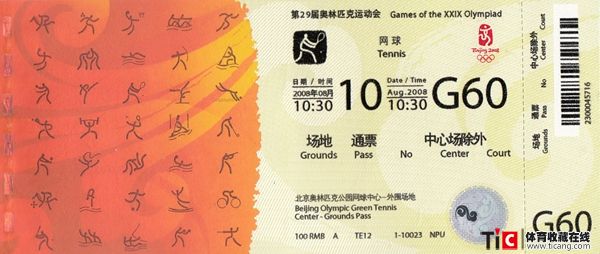 第29届奥林匹克运动会 Games of the XXIX Olympiad
网球
Tennis
Beijing 2008
日期 / 时间
2008年08月
10:30
10
Date / Time
Aug.2008
10:30
G60
场地 通票 中心场除外
Grounds Pass No Center Court
北京奥林匹克公园网球中心—外围场地
Beijing Olympic Green Tennis
Center - Grounds Pass
100 RMB A TE12 1-10023 NPU
场地 通票 中心场除外
Grounds Pass No Center Court
2300045716
G60
TiC 体育收藏在线
www.ticang.com